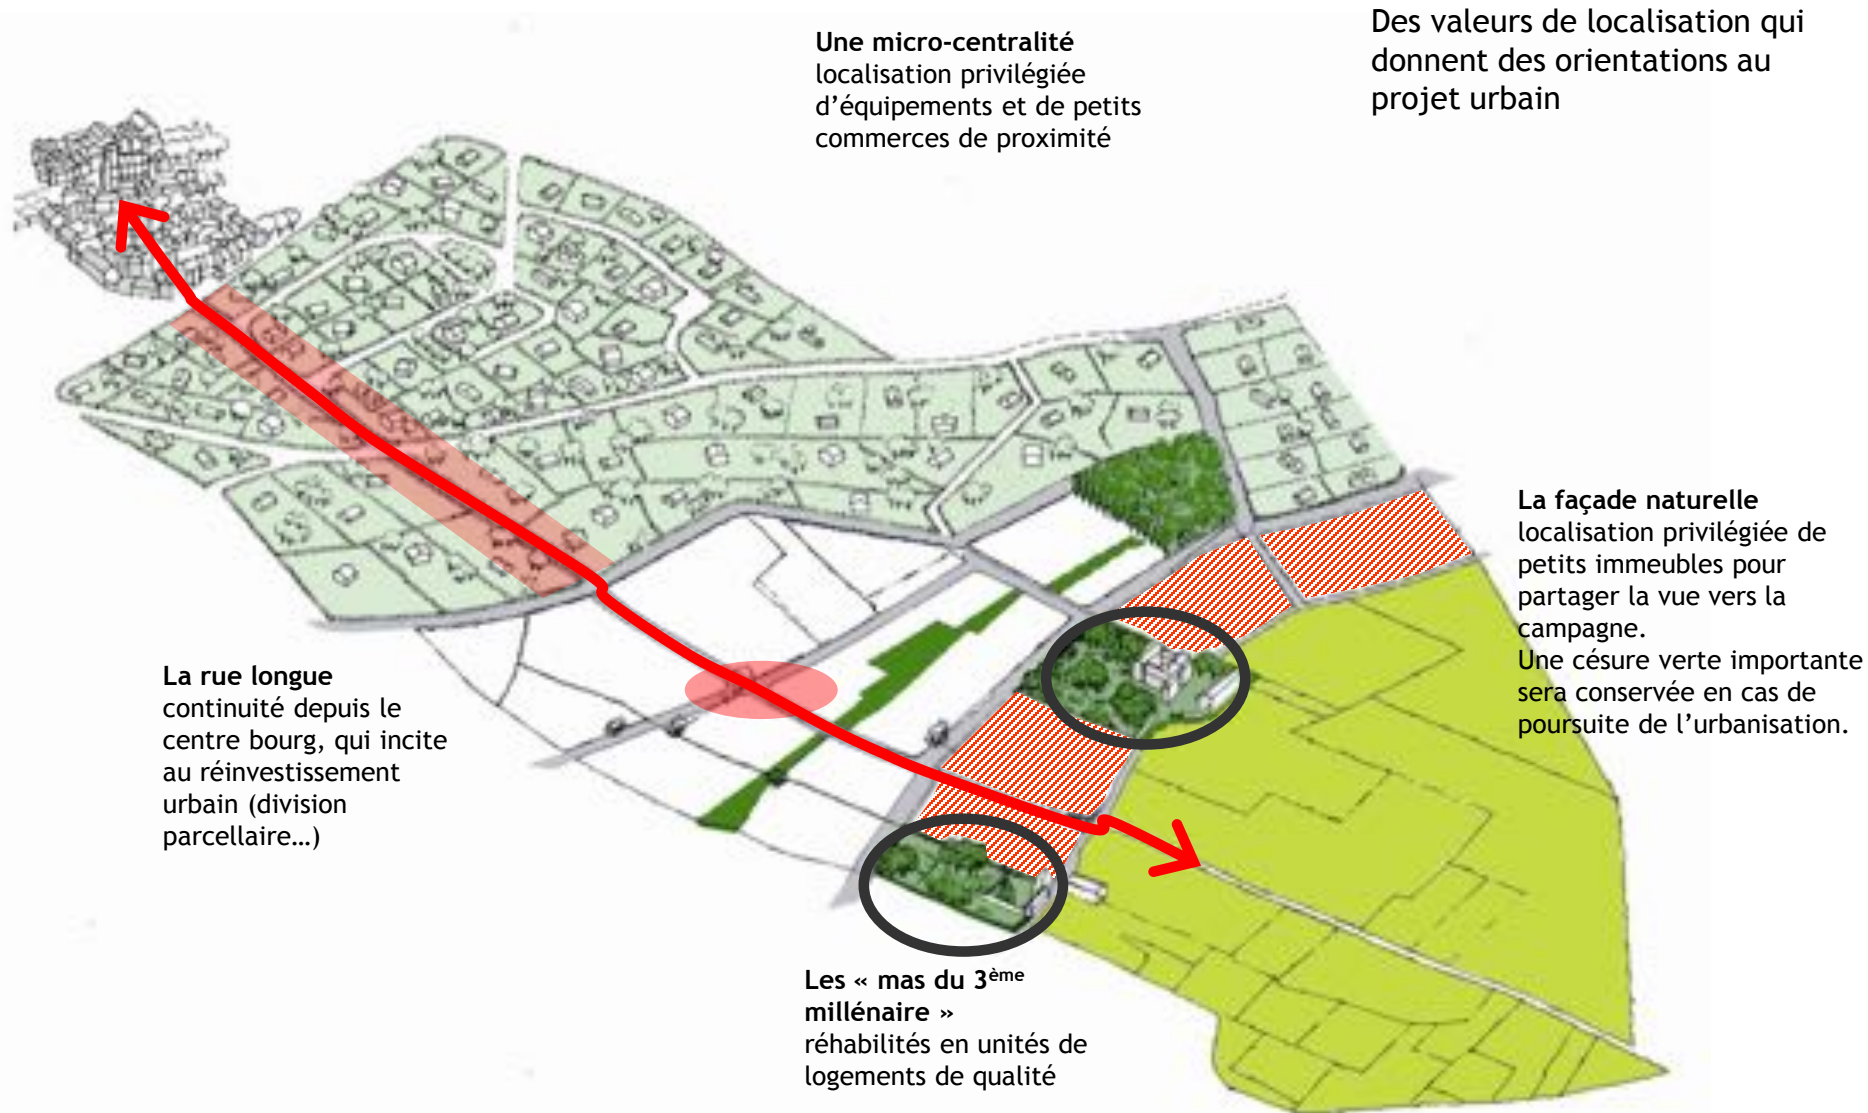 Des valeurs de localisation qui
donnent des orientations au
projet urbain
Une micro-centralité
localisation privilégiée
d’équipements et de petits
commerces de proximité
La façade naturelle
localisation privilégiée de
petits immeubles pour
partager la vue vers la
campagne.
Une césure verte importante
sera conservée en cas de
poursuite de l’urbanisation.
La rue longue
continuité depuis le
centre bourg, qui incite
au réinvestissement
urbain (division
parcellaire…)
Les « mas du 3ème
millénaire »
réhabilités en unités de
logements de qualité